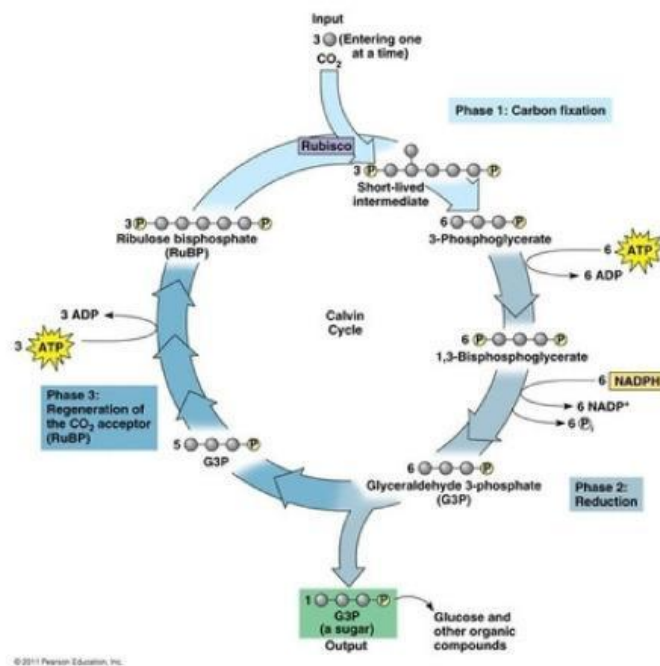 Input
3 (Entering one
at a time)
CO₂
Phase 1: Carbon fixation
Rubisco
3 P P
Short-lived
intermediate
3 P P
Ribulose bisphosphate
(RuBP)
6 P
3-Phosphoglycerate
6 ATP
6 ADP
3 ADP
3 ATP
Calvin
Cycle
6 P P
1,3-Bisphosphoglycerate
6 NADPH
6 NADP⁺
6 Pᵢ
Phase 3:
Regeneration of
the CO₂ acceptor
(RuBP)
5 P
G3P
6 P
Glyceraldehyde 3-phosphate
(G3P)
Phase 2:
Reduction
1 P
G3P
(a sugar)
Output
Glucose and
other organic
compounds
© 2011 Pearson Education, Inc.